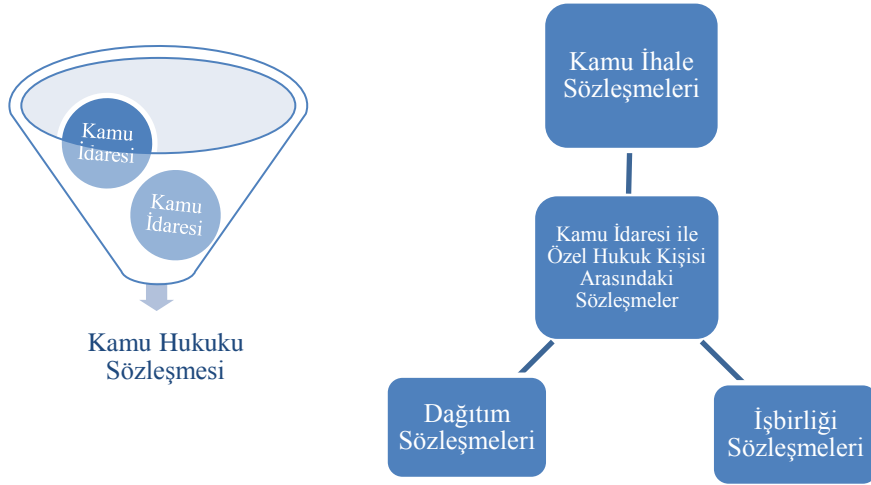 Kamu
İdaresi
Kamu
İdaresi
Kamu Hukuku
Sözleşmesi
Kamu İhale
Sözleşmeleri
Kamu İdaresi ile
Özel Hukuk Kişisi
Arasındaki
Sözleşmeler
Dağıtım
Sözleşmeleri
İşbirliği
Sözleşmeleri